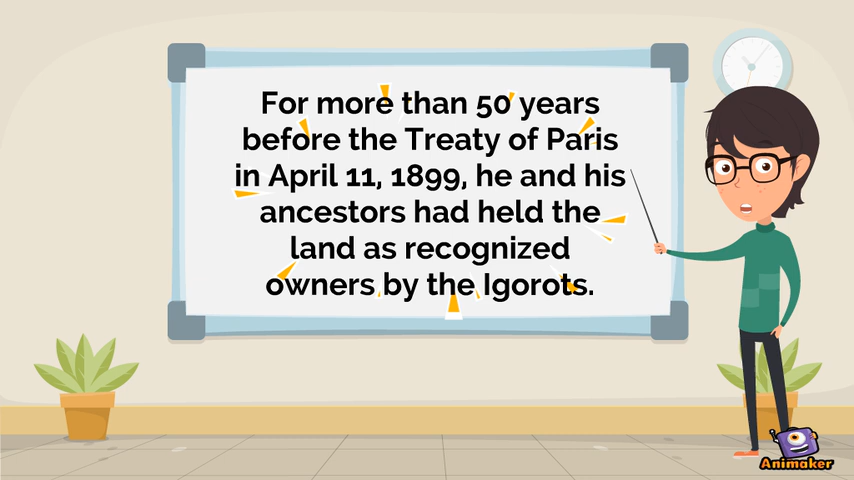 For more than 50 years
before the Treaty of Paris
in April 11, 1899, he and his
ancestors had held the
land as recognized
owners by the Igorots.
Animaker